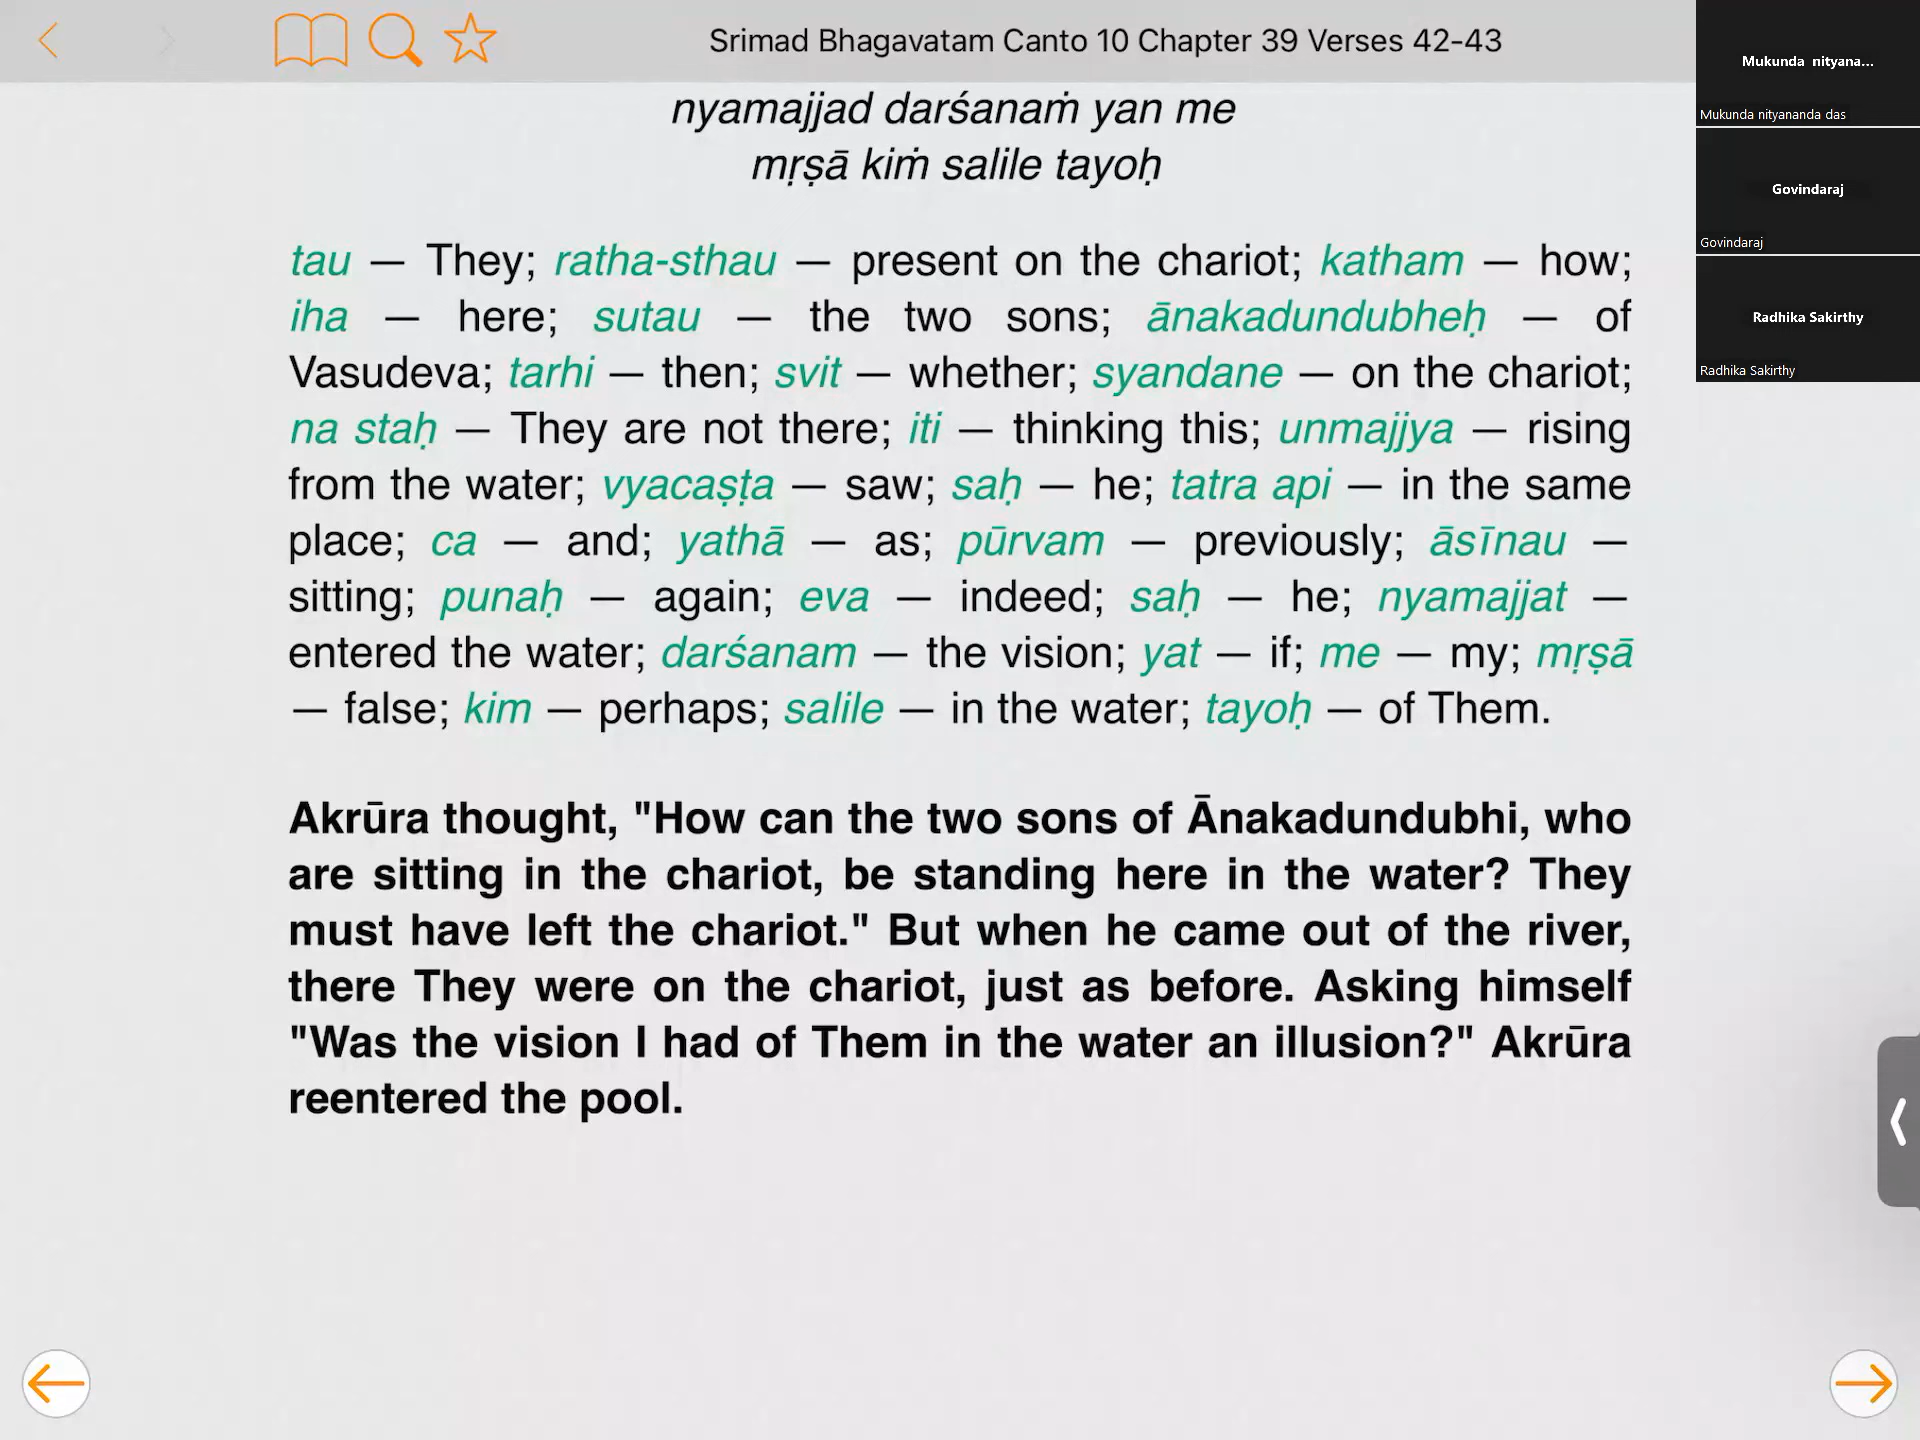 Srimad Bhagavatam Canto 10 Chapter 39 Verses 42-43
nyamajjad darśanaṁ yan me
mṛṣā kiṁ salile tayoḥ
tau — They; ratha-sthau — present on the chariot; katham — how;
iha — here; sutau — the two sons; ānakadundubheḥ — of
Vasudeva; tarhi — then; svit — whether; syandane — on the chariot;
na staḥ — They are not there; iti — thinking this; unmajjya — rising
from the water; vyacaṣṭa — saw; saḥ — he; tatra api — in the same
place; ca — and; yathā — as; pūrvam — previously; āsīnau —
sitting; punaḥ — again; eva — indeed; saḥ — he; nyamajjat —
entered the water; darśanam — the vision; yat — if; me — my; mṛṣā
— false; kim — perhaps; salile — in the water; tayoḥ — of Them.
Akrūra thought, "How can the two sons of Ānakadundubhi, who
are sitting in the chariot, be standing here in the water? They
must have left the chariot." But when he came out of the river,
there They were on the chariot, just as before. Asking himself
"Was the vision I had of Them in the water an illusion?" Akrūra
reentered the pool.
Mukunda nityana...
Mukunda nityananda das
Govindaraj
Govindaraj
Radhika Sakirthy
Radhika Sakirthy